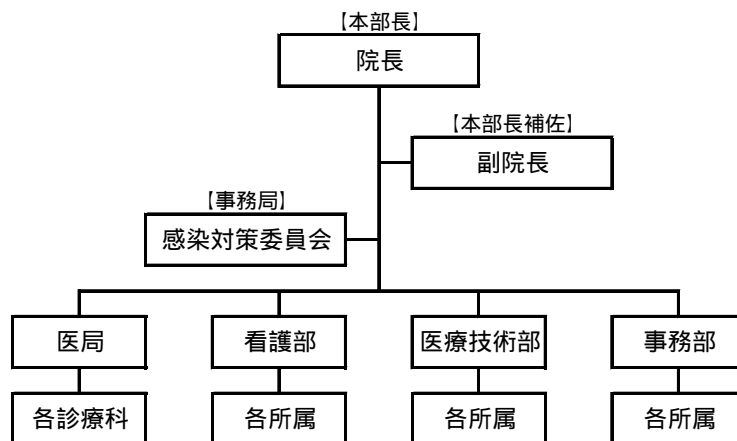 【本部長】
院長
【本部長補佐】
副院長
【事務局】
感染対策委員会
医局
看護部
医療技術部
事務部
各診療科
各所属
各所属
各所属